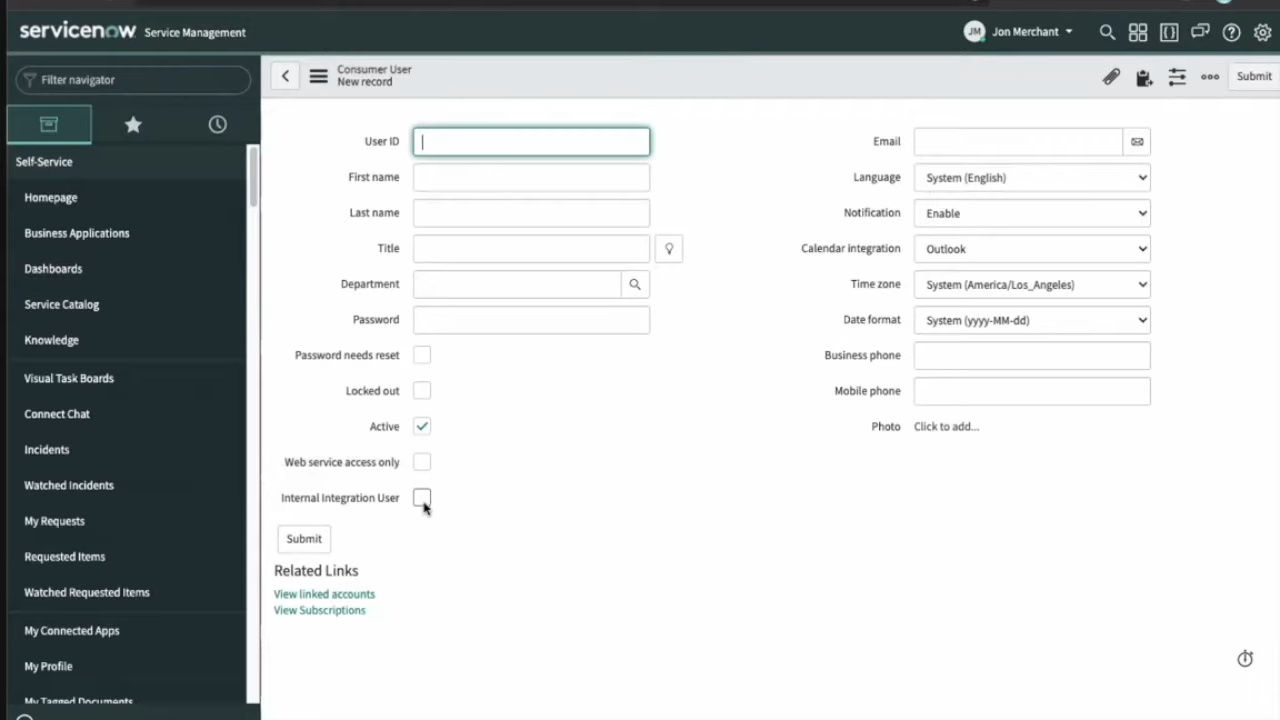 servicenow Service Management
JM Jon Merchant
Filter navigator
Consumer User
New record
Submit
Self-Service
Homepage
Business Applications
Dashboards
Service Catalog
Knowledge
Visual Task Boards
Connect Chat
Incidents
Watched Incidents
My Requests
Requested Items
Watched Requested Items
My Connected Apps
My Profile
My Tagged Documents
User ID
First name
Last name
Title
Department
Password
Password needs reset
Locked out
Active
Web service access only
Internal Integration User
Email
Language System (English)
Notification Enable
Calendar integration Outlook
Time zone System (America/Los_Angeles)
Date format System (yyyy-MM-dd)
Business phone
Mobile phone
Photo Click to add...
Submit
Related Links
View linked accounts
View Subscriptions